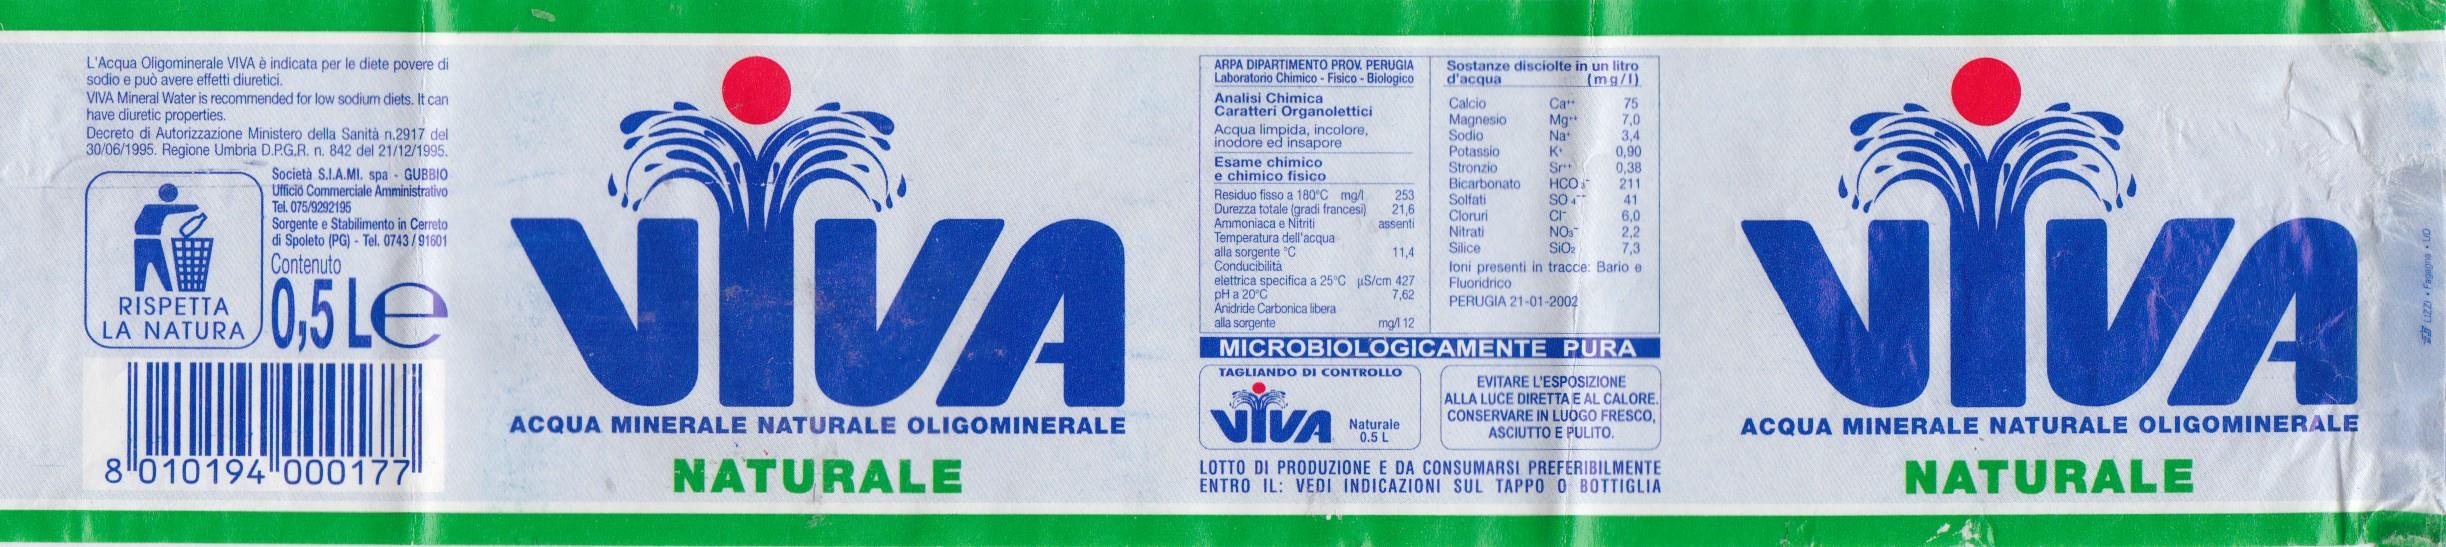 L'Acqua Oligominerale VIVA è indicata per le diete povere di
sodio e può avere effetti diuretici.
VIVA Mineral Water is recommended for low sodium diets. It can
have diuretic properties.
Decreto di Autorizzazione Ministero della Sanità n.2917 del
30/06/1995. Regione Umbria D.P.G.R. n. 842 del 21/12/1995.
RISPETTA
LA NATURA
Società S.I.A.MI. spa - GUBBIO
Ufficio Commerciale Amministrativo
Tel. 075/9292195
Sorgente e Stabilimento in Cerreto
di Spoleto (PG) - Tel. 0743 / 91601
Contenuto
0,5 L e
8 010194 000177
VIVA
ACQUA MINERALE NATURALE OLIGOMINERALE
NATURALE
ARPA DIPARTIMENTO PROV. PERUGIA
Laboratorio Chimico - Fisico - Biologico
Analisi Chimica
Caratteri Organolettici
Acqua limpida, incolore,
inodore ed insapore
Esame chimico
e chimico fisico
Residuo fisso a 180°C mg/l 253
Durezza totale (gradi francesi) 21,6
Ammoniaca e Nitriti assenti
Temperatura dell'acqua
alla sorgente °C 11,4
Conducibilità
elettrica specifica a 25°C µS/cm 427
pH a 20°C 7,62
Anidride Carbonica libera
alla sorgente mg/l 12
Sostanze disciolte in un litro
d'acqua (mg/l)
Calcio Ca⁺⁺ 75
Magnesio Mg⁺⁺ 7,0
Sodio Na⁺ 3,4
Potassio K⁺ 0,90
Stronzio Sr⁺⁺ 0,38
Bicarbonato HCO₃⁻ 211
Solfati SO₄⁻⁻ 41
Cloruri Cl⁻ 6,0
Nitrati NO₃⁻ 2,2
Silice SiO₂ 7,3
Ioni presenti in tracce: Bario e
Fluoridrico
PERUGIA 21-01-2002
MICROBIOLOGICAMENTE PURA
TAGLIANDO DI CONTROLLO
VIVA
Naturale
0.5 L
EVITARE L'ESPOSIZIONE
ALLA LUCE DIRETTA E AL CALORE.
CONSERVARE IN LUOGO FRESCO,
ASCIUTTO E PULITO.
LOTTO DI PRODUZIONE E DA CONSUMARSI PREFERIBILMENTE
ENTRO IL: VEDI INDICAZIONI SUL TAPPO O BOTTIGLIA
VIVA
ACQUA MINERALE NATURALE OLIGOMINERALE
NATURALE
LIZZI • Fagagna • UD